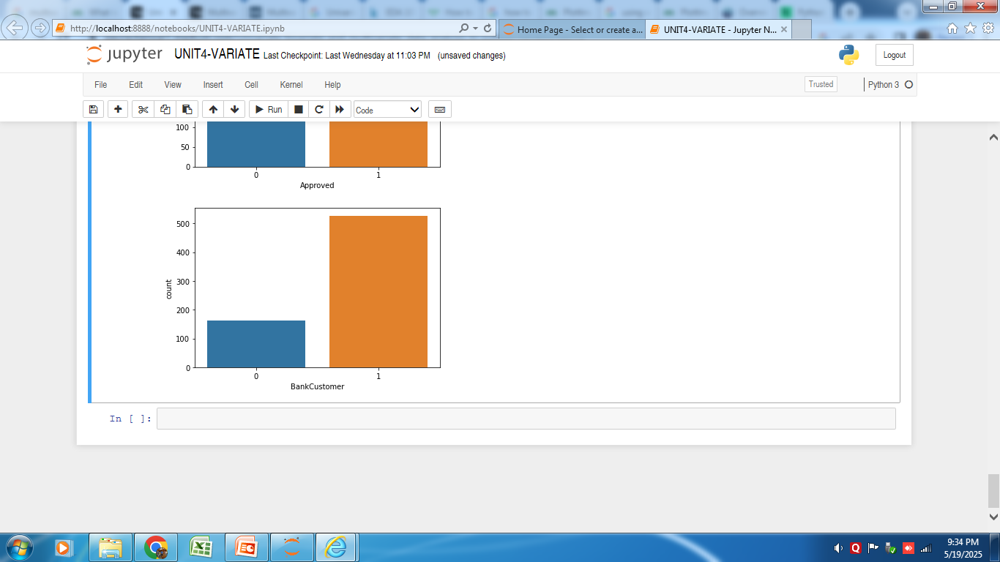 http://localhost:8888/notebooks/UNIT4-VARIATE.ipynb
Home Page - Select or create a...
UNIT4-VARIATE - Jupyter N...
jupyter UNIT4-VARIATE Last Checkpoint: Last Wednesday at 11:03 PM (unsaved changes)
Logout
File Edit View Insert Cell Kernel Help
Trusted
Python 3
Run
Code
100
50
0
0 1
Approved
500
400
300
200
100
0
count
0 1
BankCustomer
In [ ]:
9:34 PM
5/19/2025